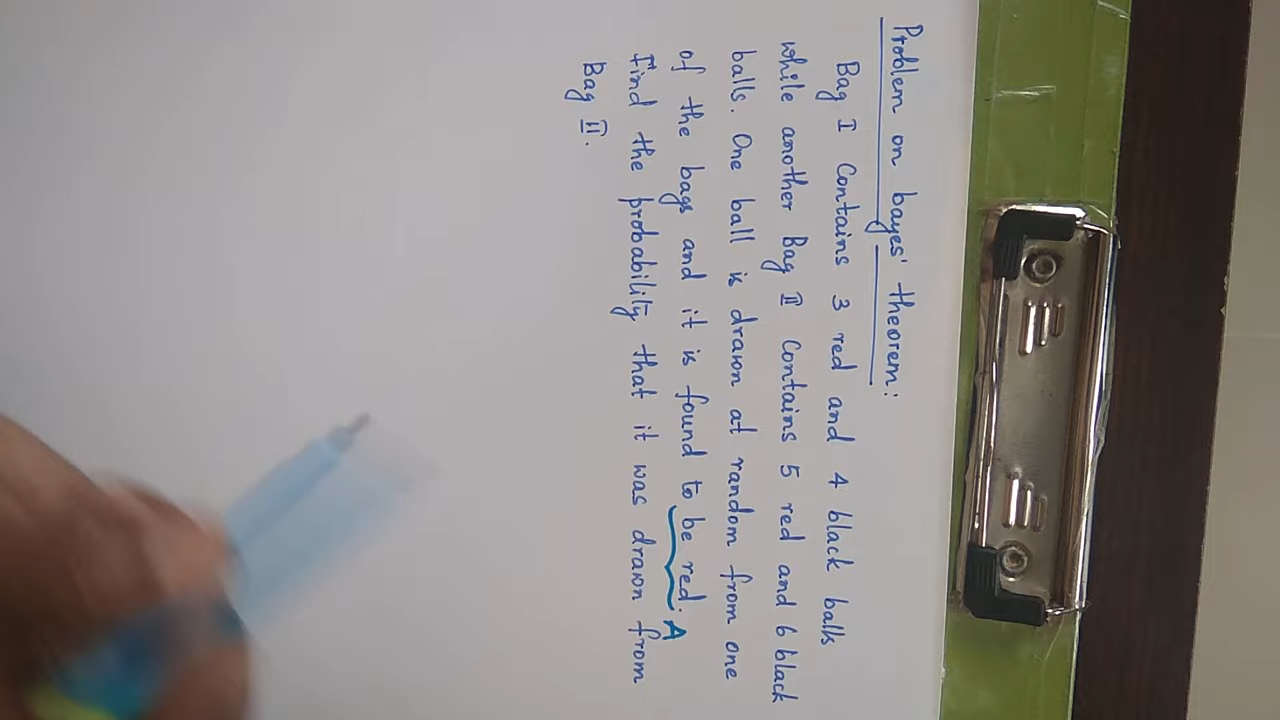 Problem on bayes' theorem:
Bag I Contains 3 red and 4 black balls
while another Bag II Contains 5 red and 6 black
balls. One ball is drawn at random from one
of the bags and it is found to be red. A
Find the probability that it was drawn from
Bag II.